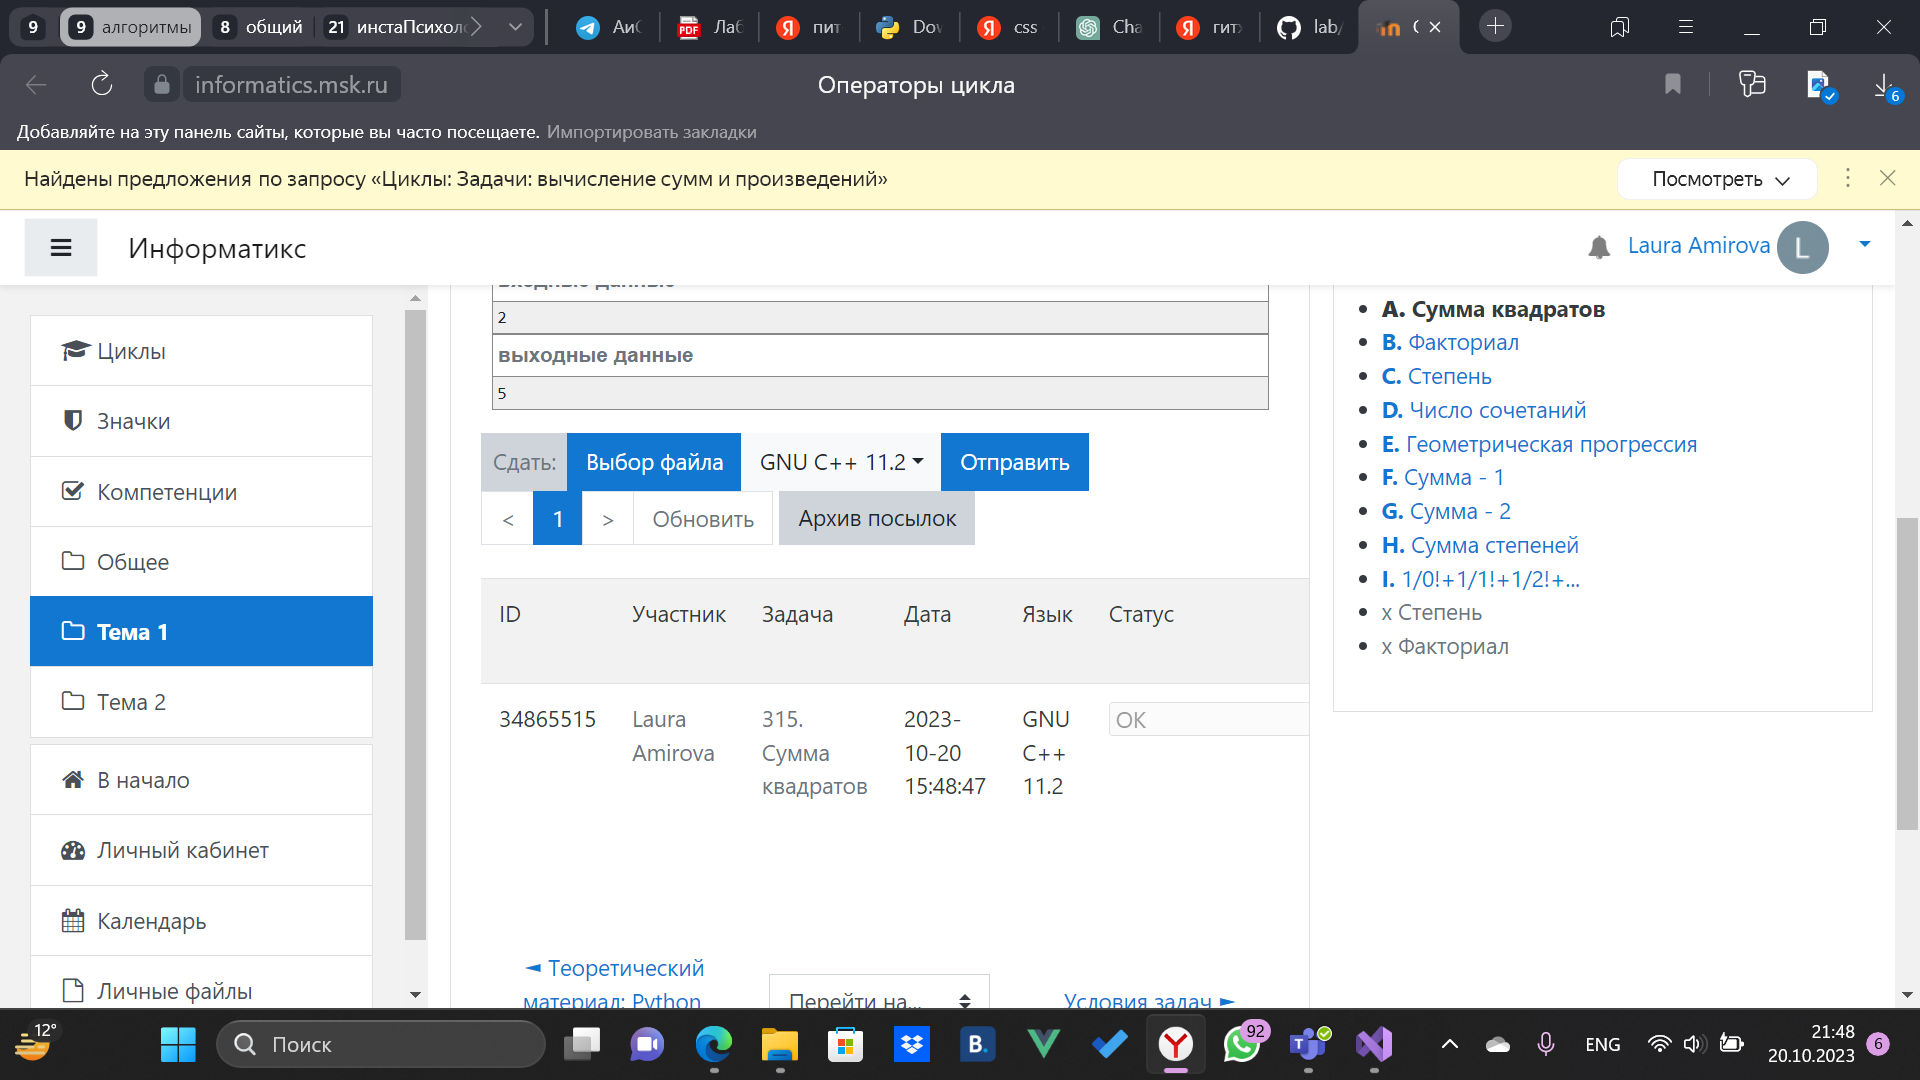 9
9 алгоритмы
8 общий
21 инстаПсихоло
АиС
Лаб
пит
Dov
css
Cha
гитх
lab/
informatics.msk.ru
Операторы цикла
6
Добавляйте на эту панель сайты, которые вы часто посещаете. Импортировать закладки
Найдены предложения по запросу «Циклы: Задачи: вычисление сумм и произведений»
Посмотреть
Информатикс
Laura Amirova L
Циклы
Значки
Компетенции
Общее
Тема 1
Тема 2
В начало
Личный кабинет
Календарь
Личные файлы
входные данные
2
выходные данные
5
Сдать: Выбор файла GNU C++ 11.2 Отправить
< 1 > Обновить Архив посылок
ID Участник Задача Дата Язык Статус
34865515 Laura 315. 2023- GNU OK
Amirova Сумма 10-20 C++
квадратов 15:48:47 11.2
◄ Теоретический
материал: Python
Перейти на...
Условия задач ►
A. Сумма квадратов
B. Факториал
C. Степень
D. Число сочетаний
E. Геометрическая прогрессия
F. Сумма - 1
G. Сумма - 2
H. Сумма степеней
I. 1/0!+1/1!+1/2!+...
x Степень
x Факториал
12°
Поиск
B.
92
ENG
21:48
20.10.2023
6